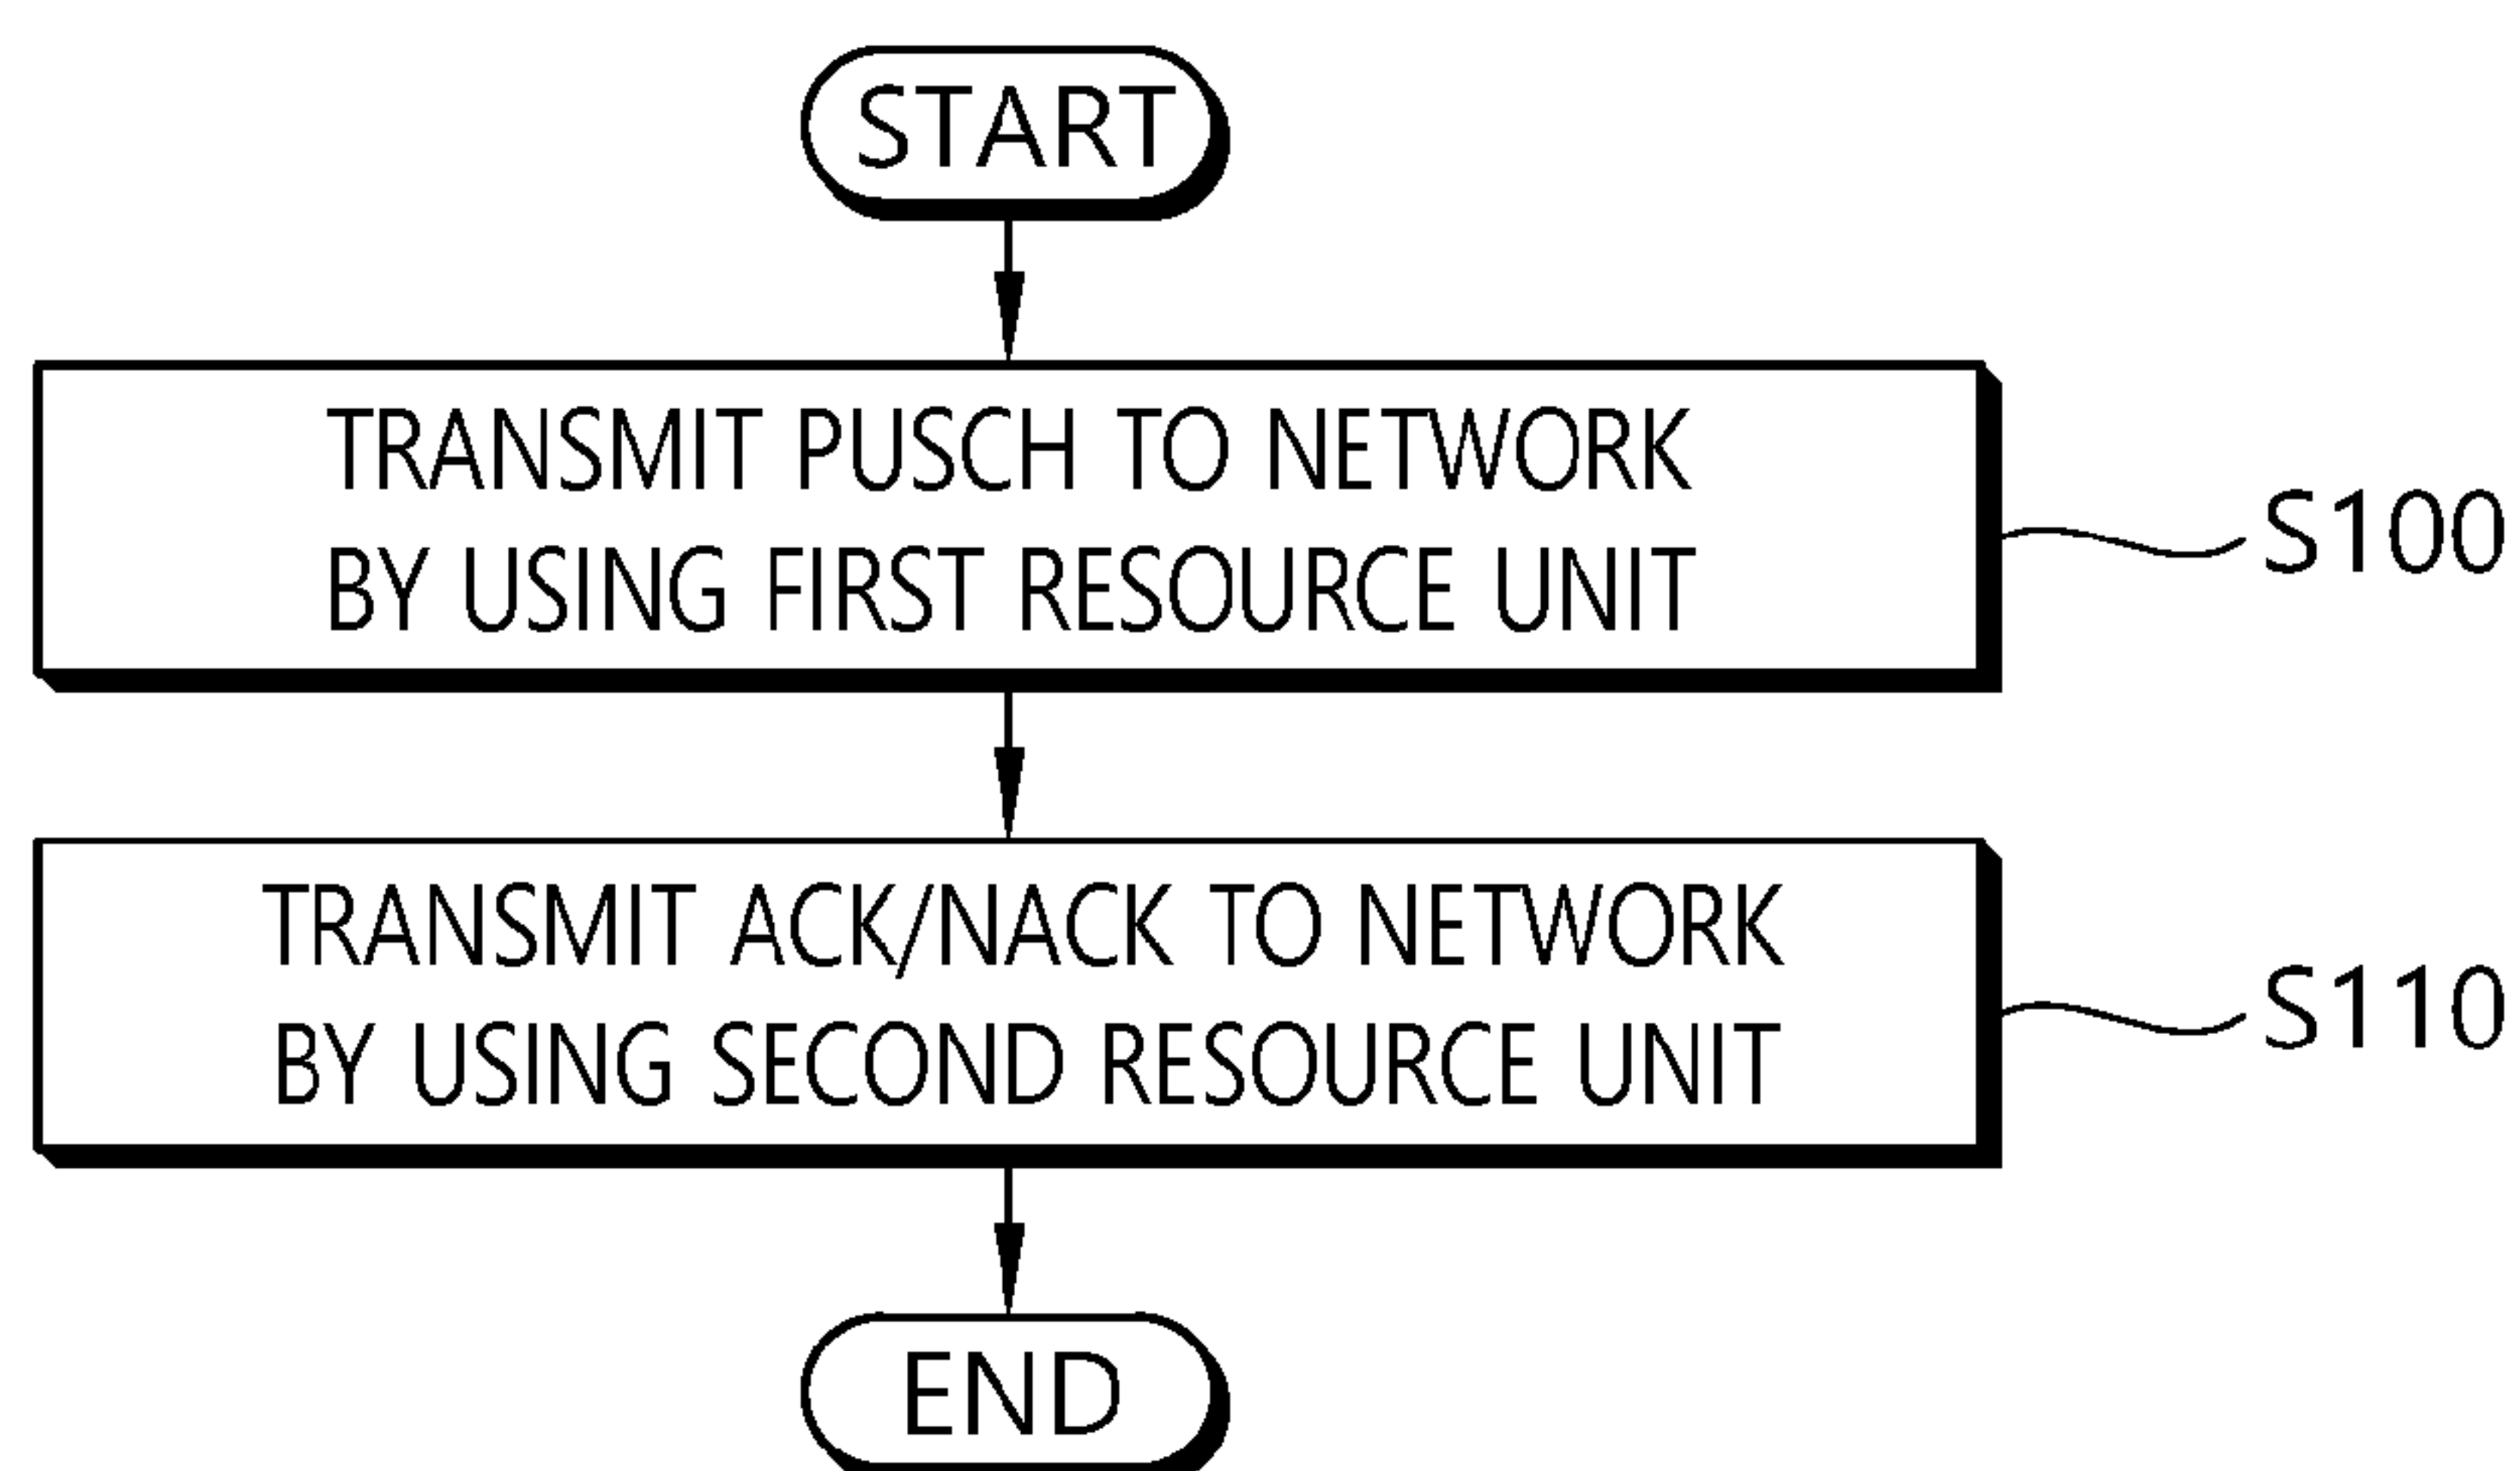 START
TRANSMIT PUSCH TO NETWORK
BY USING FIRST RESOURCE UNIT
S100
TRANSMIT ACK/NACK TO NETWORK
BY USING SECOND RESOURCE UNIT
S110
END